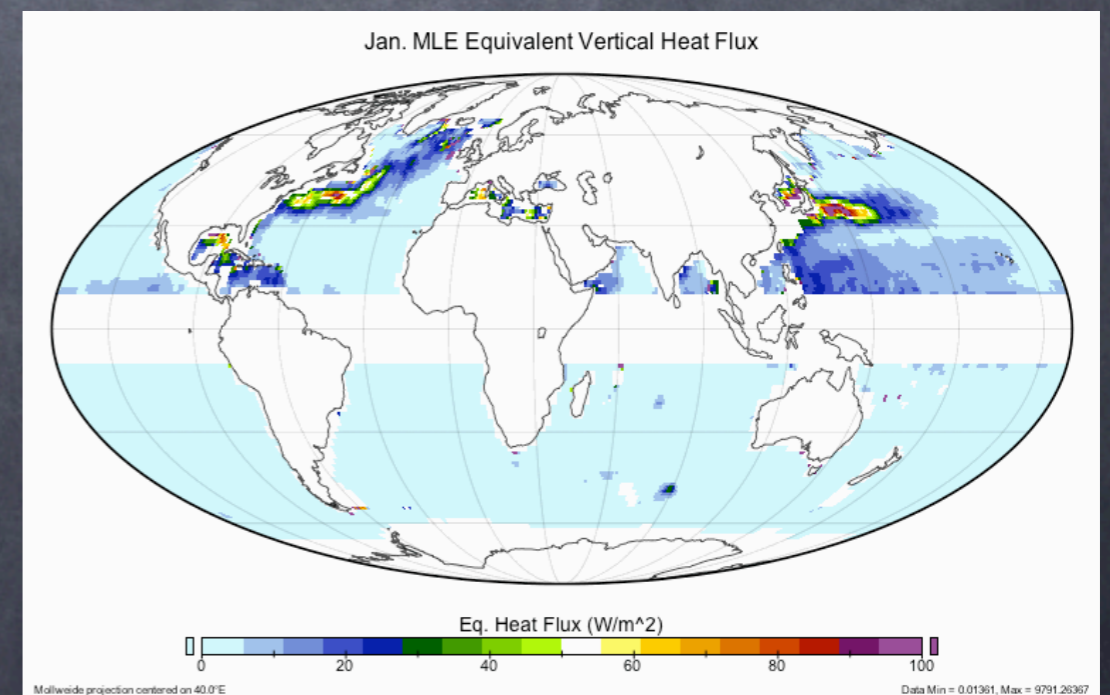 Jan. MLE Equivalent Vertical Heat Flux
Eq. Heat Flux (W/m^2)
0 20 40 60 80 100
Mollweide projection centered on 40.0°E
Data Min = 0.01361, Max = 9791.26367